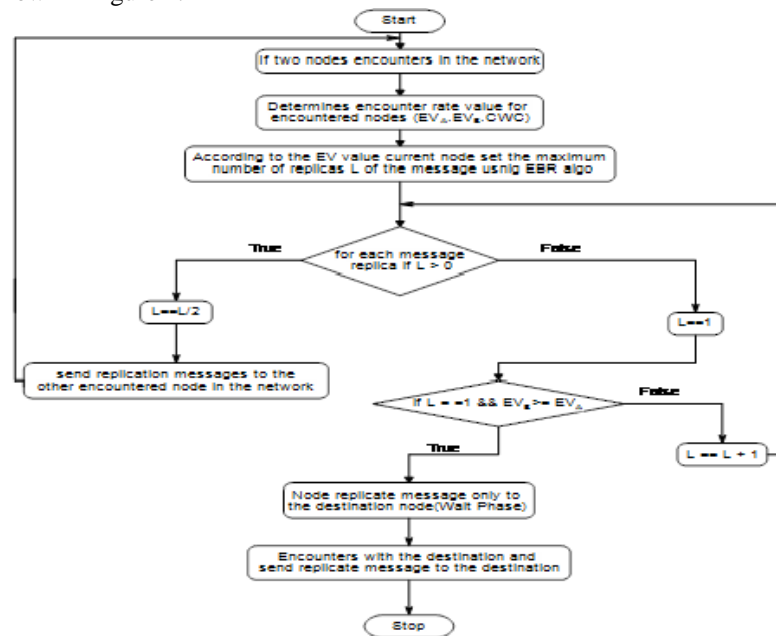 Start
If two nodes encounters in the network
Determines encounter rate value for
encountered nodes (EV_A.EV_B.CWC)
According to the EV value current node set the maximum
number of replicas L of the message usnig EBR algo
True
False
for each message
replica if L > 0
L==L/2
L==1
send replication messages to the
other encountered node in the network
If L = =1 && EV_B>= EV_A
False
True
L == L + 1
Node replicate message only to
the destination node(Wait Phase)
Encounters with the destination and
send replicate message to the destination
Stop